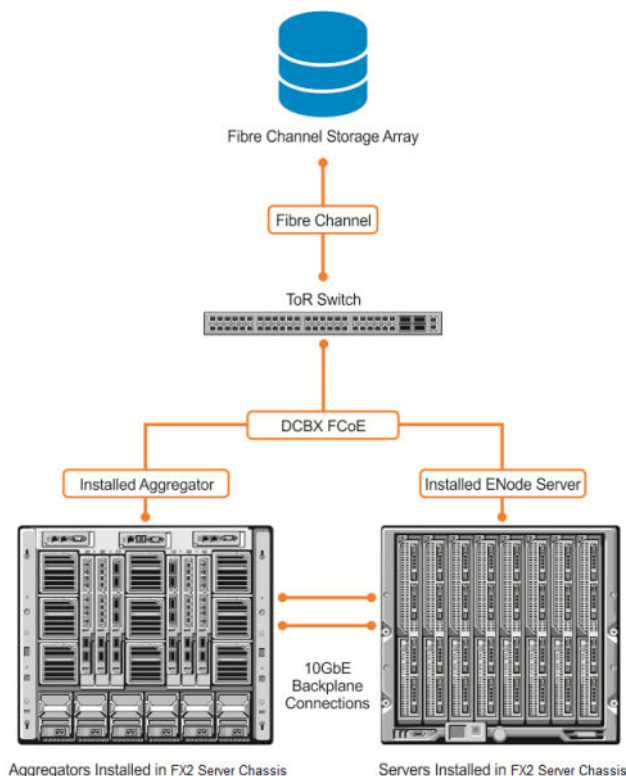 Fibre Channel Storage Array
Fibre Channel
ToR Switch
DCBX FCoE
Installed Aggregator
Installed ENode Server
10GbE
Backplane
Connections
Aggregators Installed in FX2 Server Chassis
Servers Installed in FX2 Server Chassis